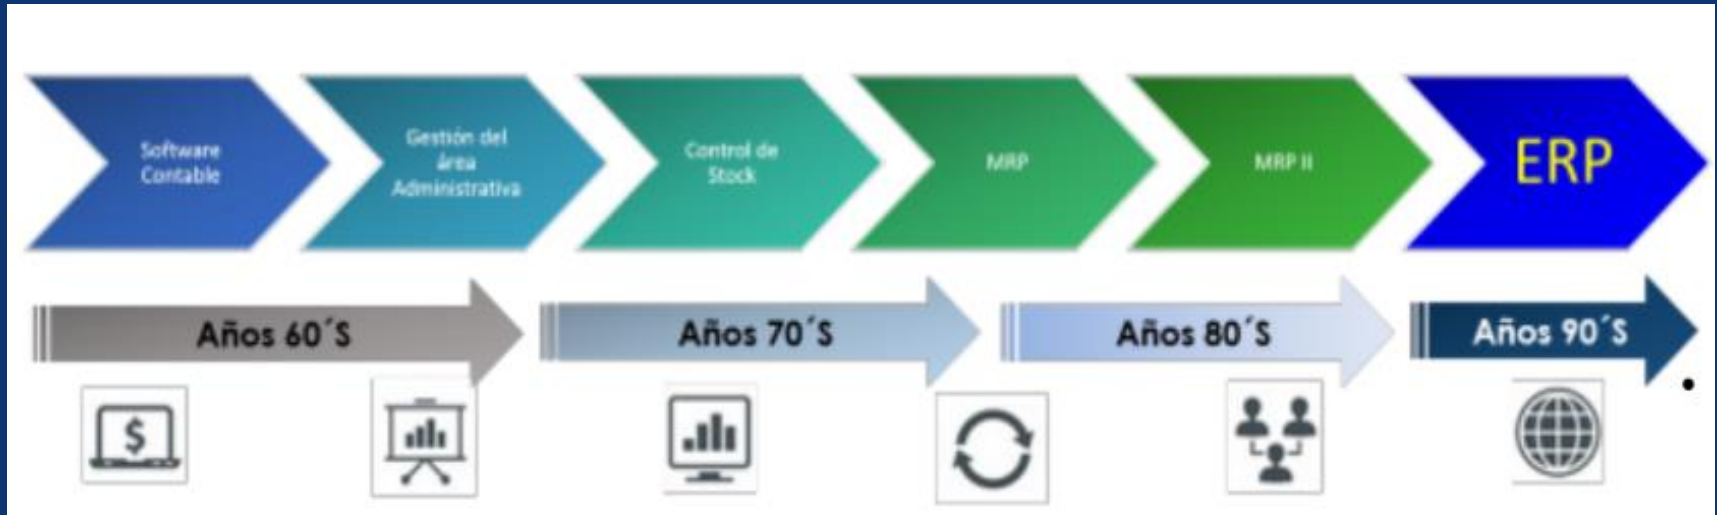 Software
Contable
Gestión del
área
Administrativa
Control de
Stock
MRP
MRP II
ERP
Años 60´S
Años 70´S
Años 80´S
Años 90´S
$
.